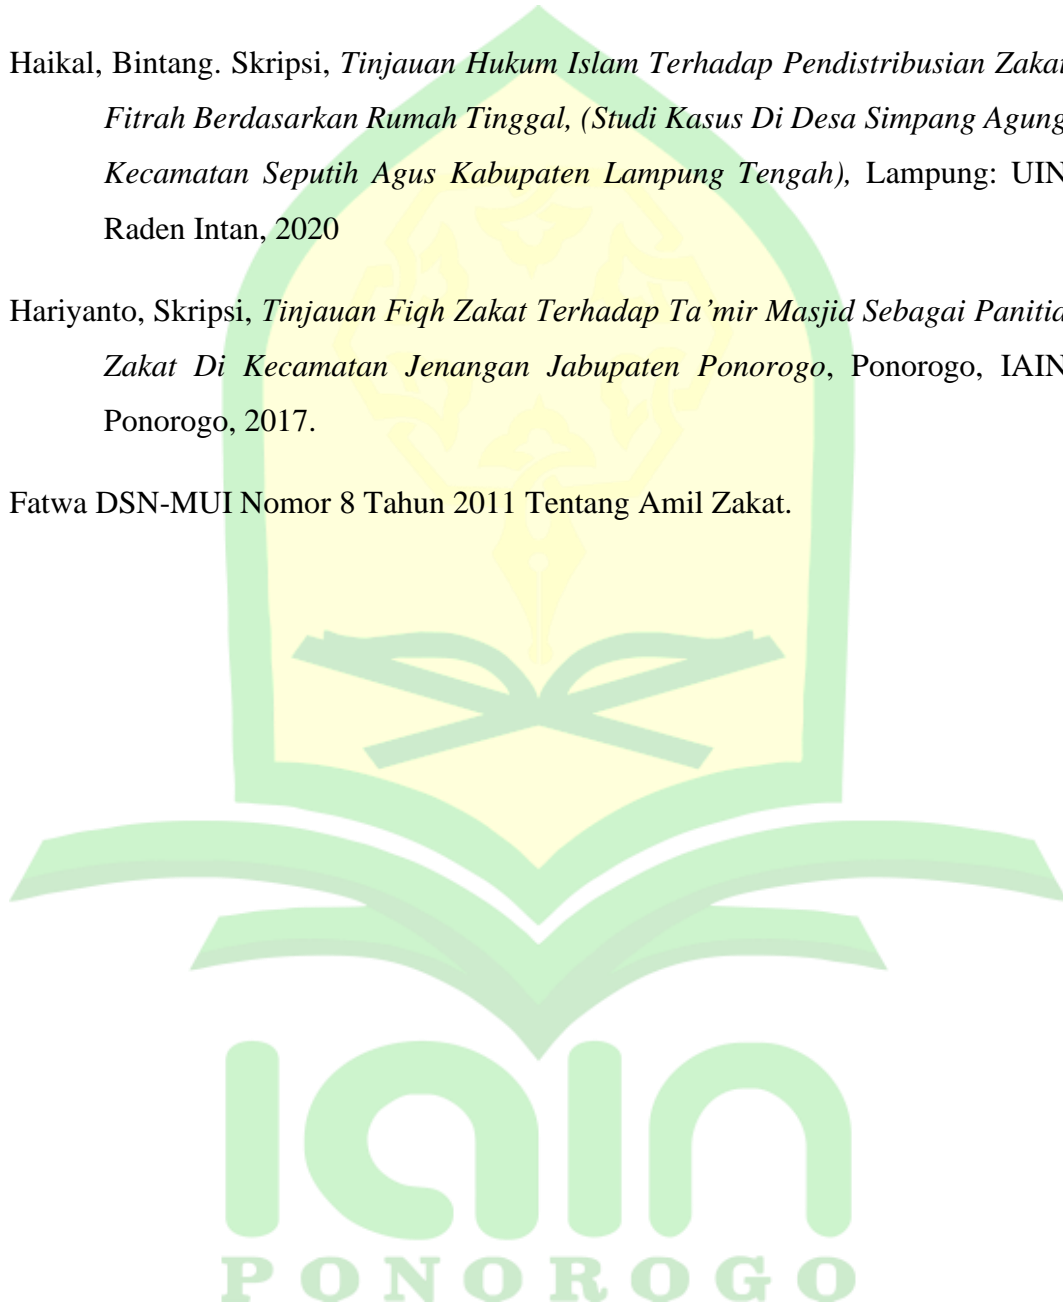 Haikal, Bintang. Skripsi, Tinjauan Hukum Islam Terhadap Pendistribusian Zakat
Fitrah Berdasarkan Rumah Tinggal, (Studi Kasus Di Desa Simpang Agung
Kecamatan Seputih Agus Kabupaten Lampung Tengah), Lampung: UIN
Raden Intan, 2020
Hariyanto, Skripsi, Tinjauan Fiqh Zakat Terhadap Ta’mir Masjid Sebagai Panitia
Zakat Di Kecamatan Jenangan Jabupaten Ponorogo, Ponorogo, IAIN
Ponorogo, 2017.
Fatwa DSN-MUI Nomor 8 Tahun 2011 Tentang Amil Zakat.
IAIN
PONOROGO